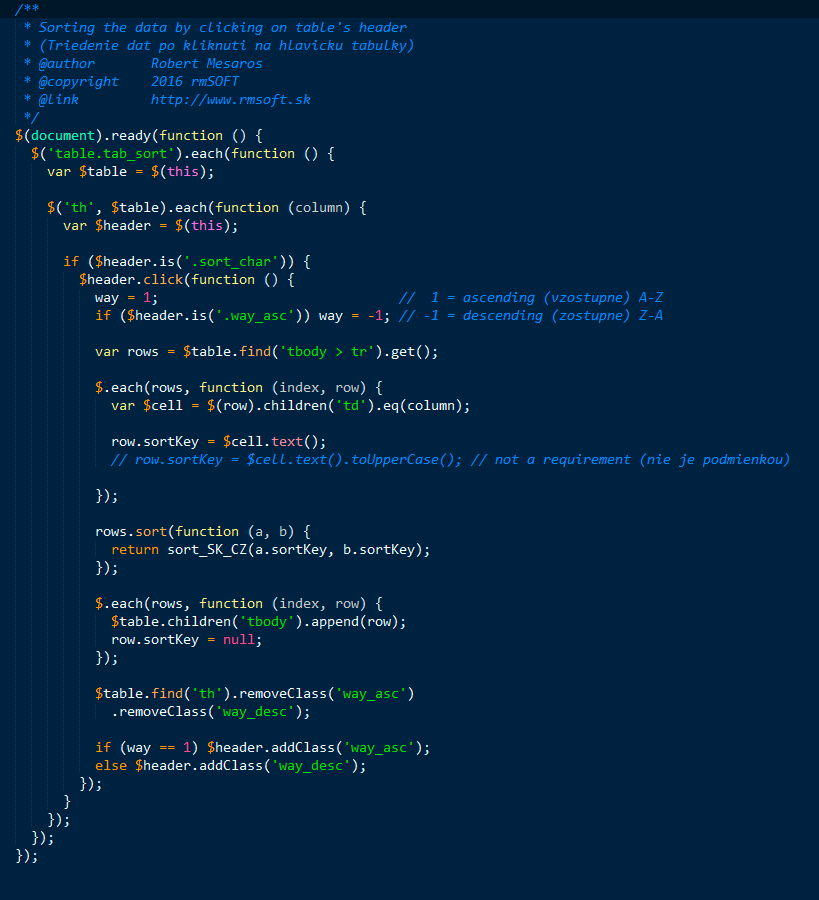 /**
 * Sorting the data by clicking on table's header
 * (Triedenie dat po kliknuti na hlavicku tabulky)
 * @author       Robert Mesaros
 * @copyright    2016 rmSOFT
 * @link         http://www.rmsoft.sk
 */
$(document).ready(function () {
  $('table.tab_sort').each(function () {
    var $table = $(this);

    $('th', $table).each(function (column) {
      var $header = $(this);

      if ($header.is('.sort_char')) {
        $header.click(function () {
          way = 1;                              //  1 = ascending (vzostupne) A-Z
          if ($header.is('.way_asc')) way = -1; // -1 = descending (zostupne) Z-A

          var rows = $table.find('tbody > tr').get();

          $.each(rows, function (index, row) {
            var $cell = $(row).children('td').eq(column);

            row.sortKey = $cell.text();
            // row.sortKey = $cell.text().toUpperCase(); // not a requirement (nie je podmienkou)

          });

          rows.sort(function (a, b) {
            return sort_SK_CZ(a.sortKey, b.sortKey);
          });

          $.each(rows, function (index, row) {
            $table.children('tbody').append(row);
            row.sortKey = null;
          });

          $table.find('th').removeClass('way_asc')
            .removeClass('way_desc');

          if (way == 1) $header.addClass('way_asc');
          else $header.addClass('way_desc');
        });
      }
    });
  });
});